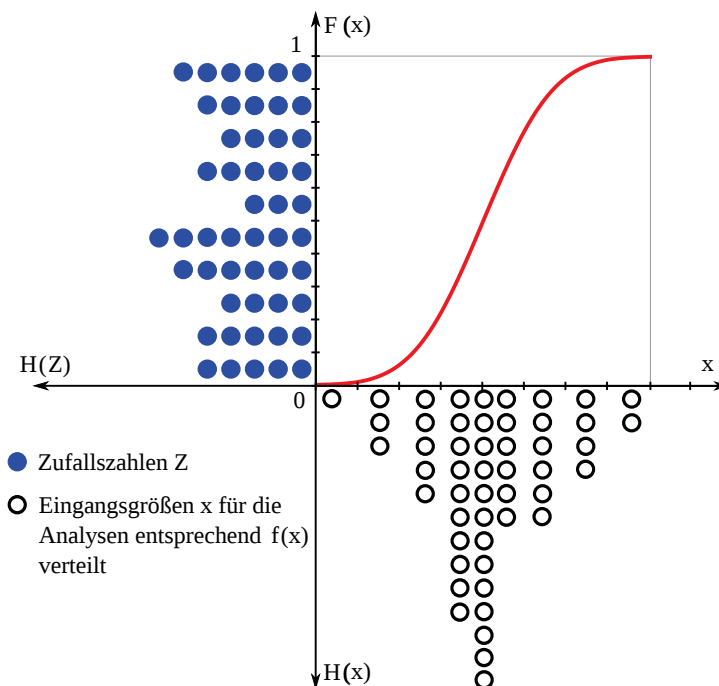 F(x)
1
H(Z)
x
0
Zufallszahlen Z
Eingangsgrößen x für die
Analysen entsprechend f(x)
verteilt
H(x)